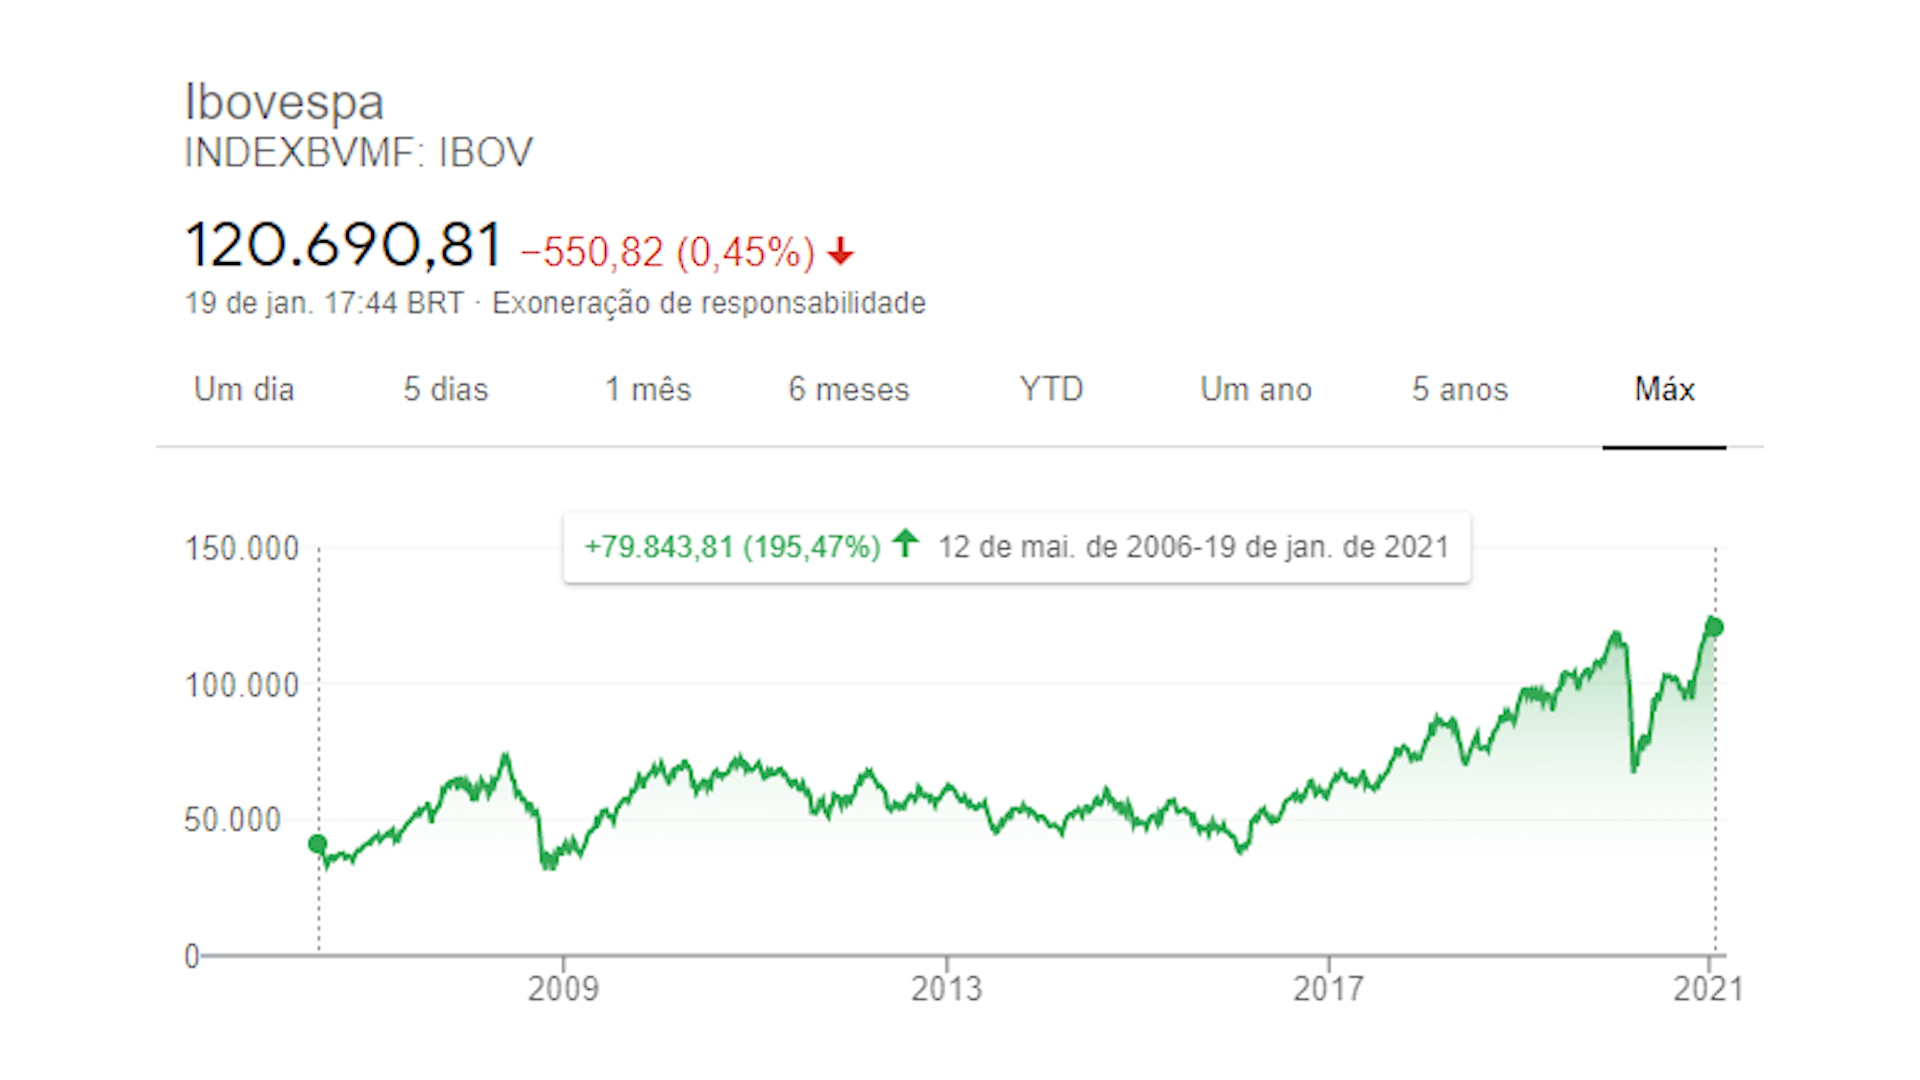 Ibovespa
INDEXBVMF: IBOV
120.690,81 −550,82 (0,45%)
19 de jan. 17:44 BRT · Exoneração de responsabilidade
Um dia 5 dias 1 mês 6 meses YTD Um ano 5 anos Máx
150.000
+79.843,81 (195,47%) 12 de mai. de 2006-19 de jan. de 2021
100.000
50.000
0
2009 2013 2017 2021